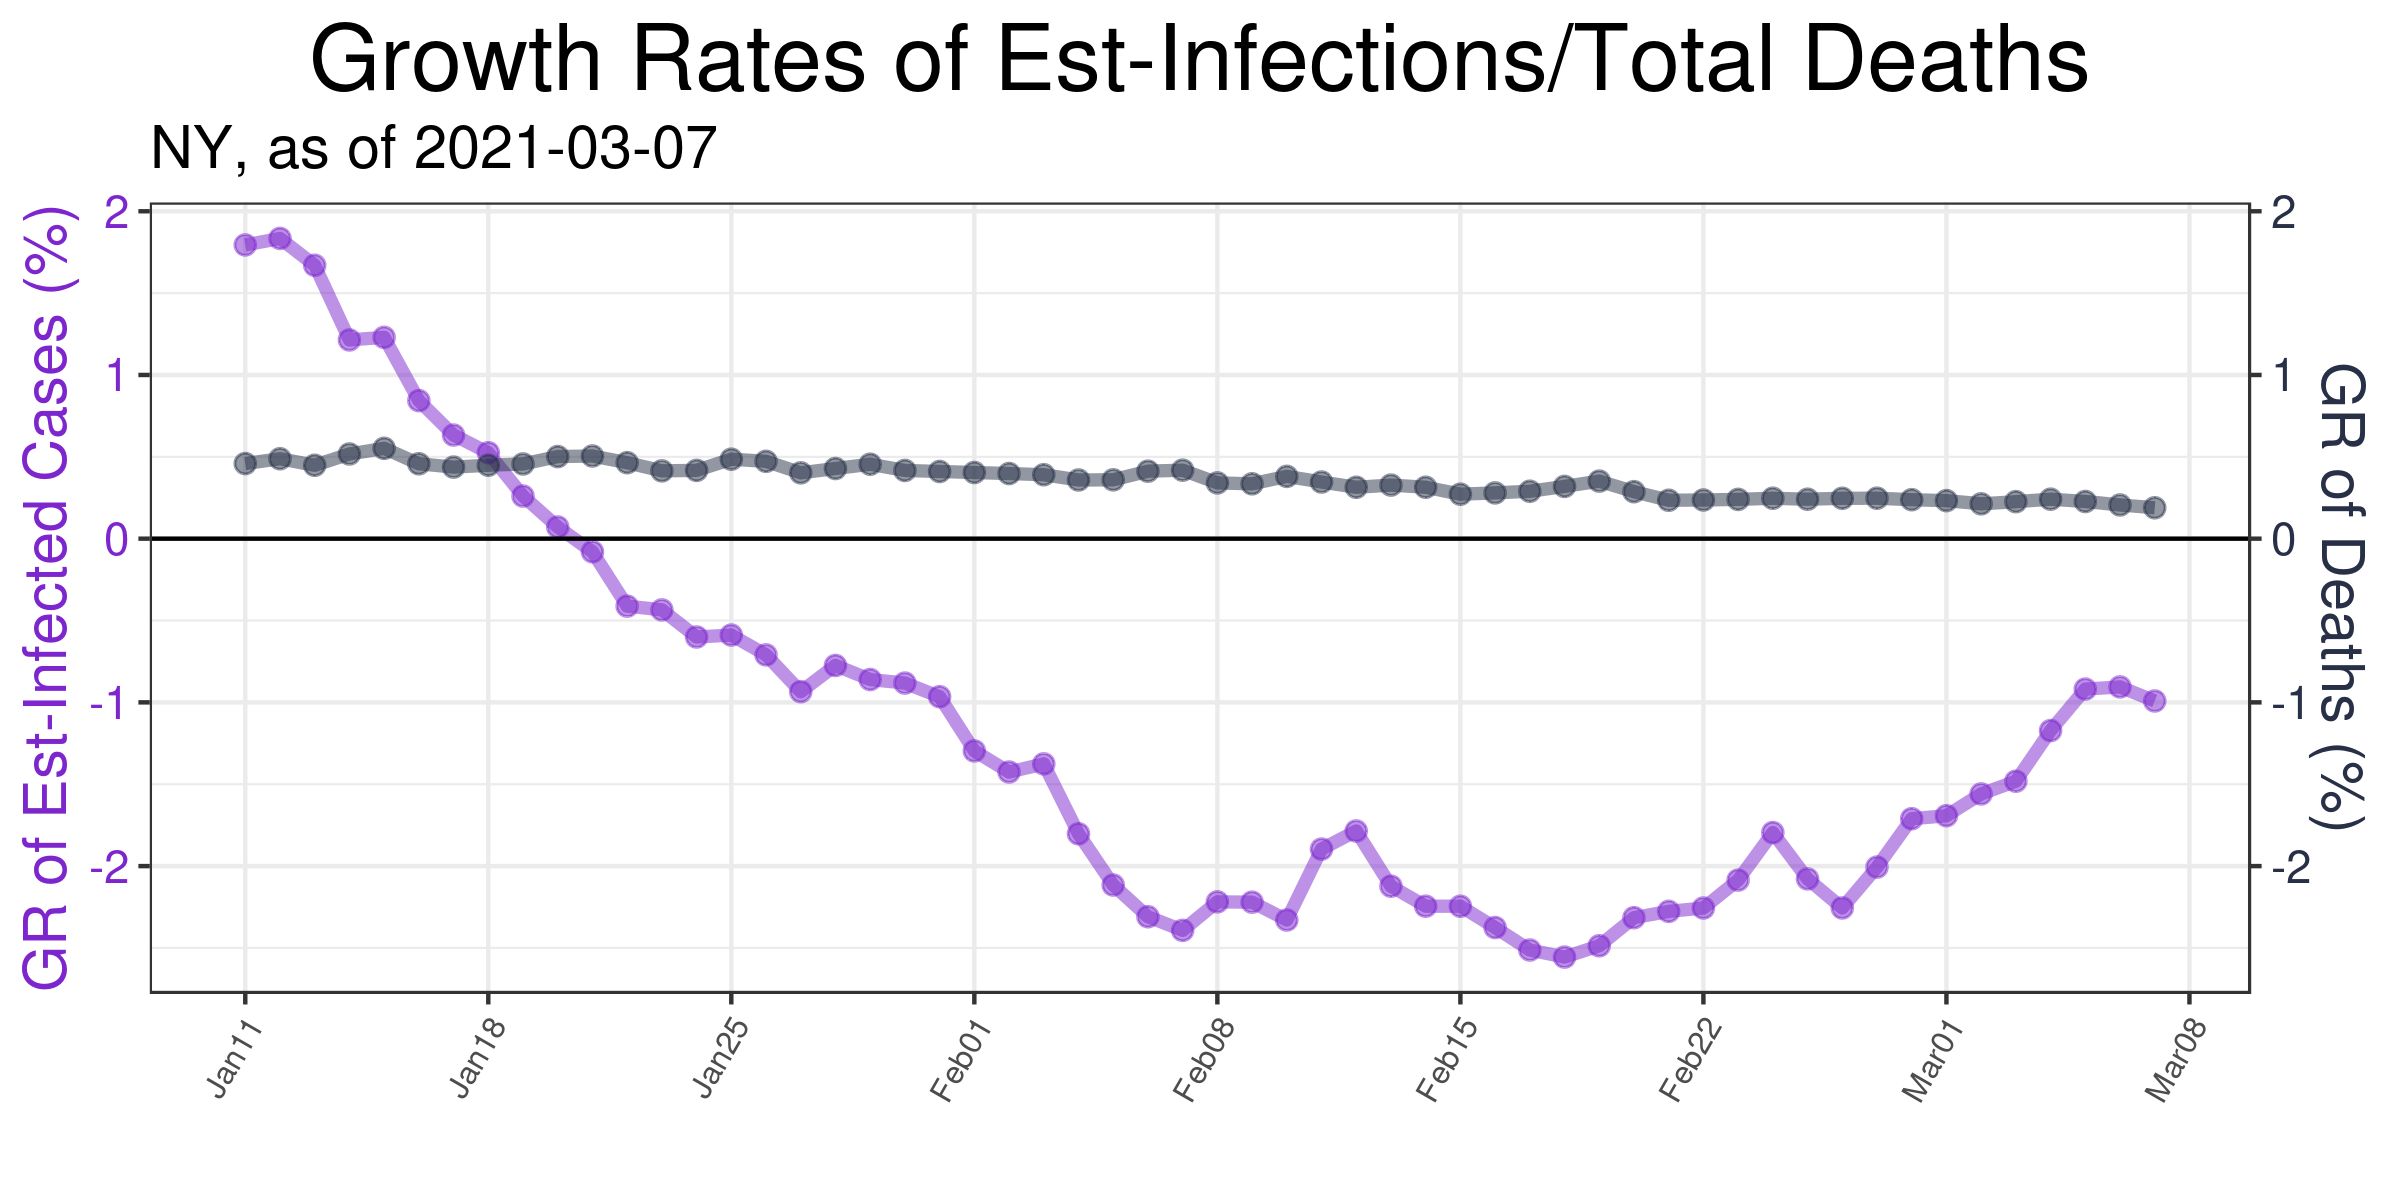 Growth Rates of Est-Infections/Total Deaths
NY, as of 2021-03-07
GR of Est-Infected Cases (%)
2
1
0
-1
-2
2
1
0
-1
-2
GR of Deaths (%)
Jan11
Jan18
Jan25
Feb01
Feb08
Feb15
Feb22
Mar01
Mar08